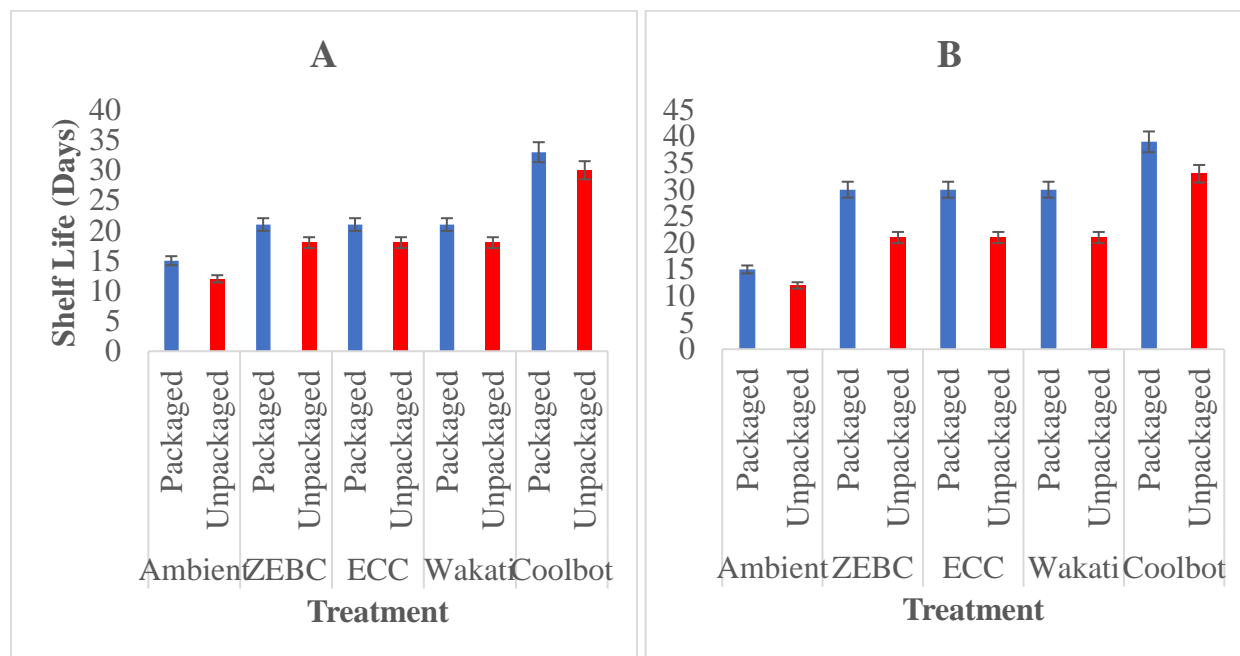 A
Shelf Life (Days)
40
35
30
25
20
15
10
5
0
Packaged
Unpackaged
Packaged
Unpackaged
Packaged
Unpackaged
Packaged
Unpackaged
Packaged
Unpackaged
Ambient ZEBC ECC Wakati Coolbot
Treatment
B
45
40
35
30
25
20
15
10
5
0
Packaged
Unpackaged
Packaged
Unpackaged
Packaged
Unpackaged
Packaged
Unpackaged
Packaged
Unpackaged
Ambient ZEBC ECC Wakati Coolbot
Treatment